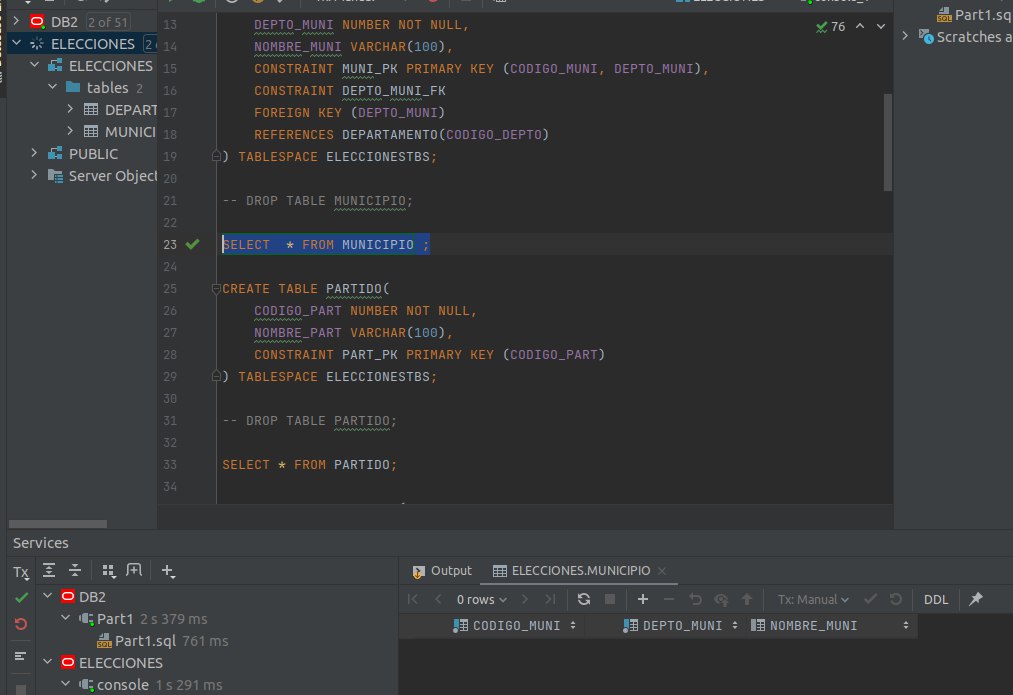 DB2 2 of 51
ELECCIONES 2
ELECCIONES
tables 2
DEPART
MUNICI
PUBLIC
Server Object
13 DEPTO_MUNI NUMBER NOT NULL,
14 NOMBRE_MUNI VARCHAR(100),
15 CONSTRAINT MUNI_PK PRIMARY KEY (CODIGO_MUNI, DEPTO_MUNI),
16 CONSTRAINT DEPTO_MUNI_FK
17 FOREIGN KEY (DEPTO_MUNI)
18 REFERENCES DEPARTAMENTO(CODIGO_DEPTO)
19 ) TABLESPACE ELECCIONESTBS;
20
21 -- DROP TABLE MUNICIPIO;
22
23 SELECT  * FROM MUNICIPIO ;
24
25 CREATE TABLE PARTIDO(
26 CODIGO_PART NUMBER NOT NULL,
27 NOMBRE_PART VARCHAR(100),
28 CONSTRAINT PART_PK PRIMARY KEY (CODIGO_PART)
29 ) TABLESPACE ELECCIONESTBS;
30
31 -- DROP TABLE PARTIDO;
32
33 SELECT * FROM PARTIDO;
34
76
Part1.sq
Scratches a
Services
Tx
DB2
Part1 2 s 379 ms
Part1.sql 761 ms
ELECCIONES
console 1 s 291 ms
Output ELECCIONES.MUNICIPIO
0 rows Tx: Manual DDL
CODIGO_MUNI DEPTO_MUNI NOMBRE_MUNI